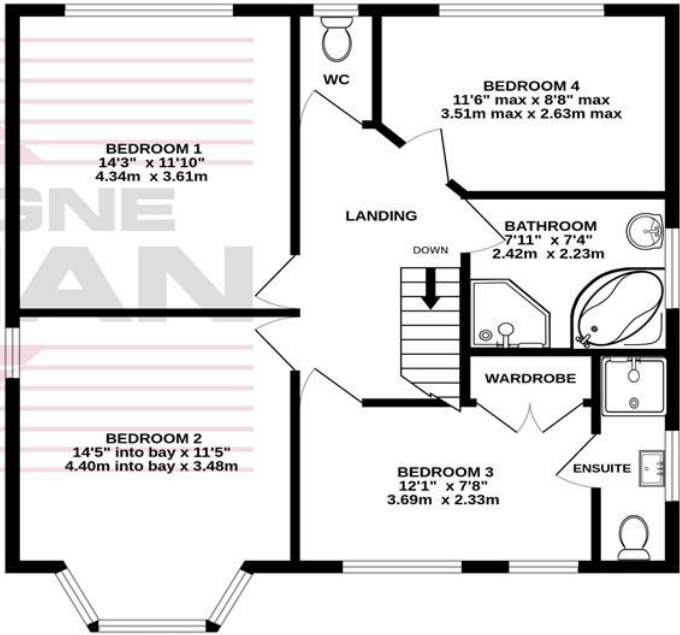 WC
BEDROOM 4
11'6" max x 8'8" max
3.51m max x 2.63m max
BEDROOM 1
14'3" x 11'10"
4.34m x 3.61m
GNE
AN
LANDING
DOWN
BATHROOM
7'11" x 7'4"
2.42m x 2.23m
WARDROBE
BEDROOM 2
14'5" into bay x 11'5"
4.40m into bay x 3.48m
BEDROOM 3
12'1" x 7'8"
3.69m x 2.33m
ENSUITE